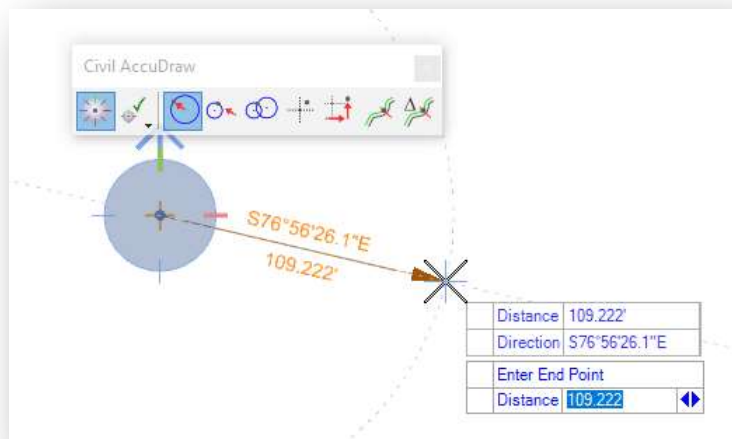 Civil AccuDraw
S76°56'26.1"E
109.222'
Distance 109.222'
Direction S76°56'26.1"E
Enter End Point
Distance 109.222